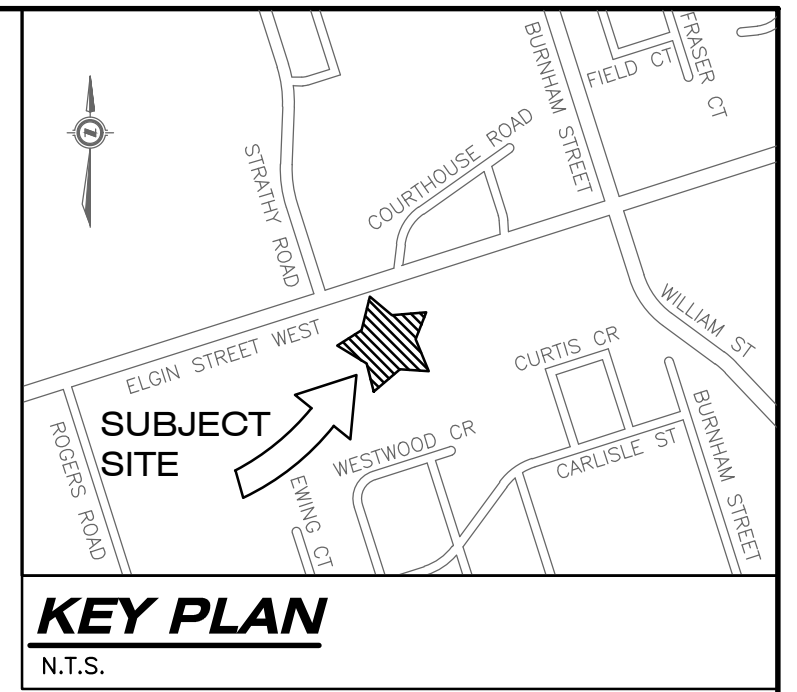 BURNHAM STREET
FIELD CT
FRASER CT
STRATHY ROAD
COURTHOUSE ROAD
ELGIN STREET WEST
WILLIAM ST
CURTIS CR
SUBJECT
SITE
ROGERS ROAD
WESTWOOD CR
EWING CT
CARLISLE ST
BURNHAM STREET
KEY PLAN
N.T.S.